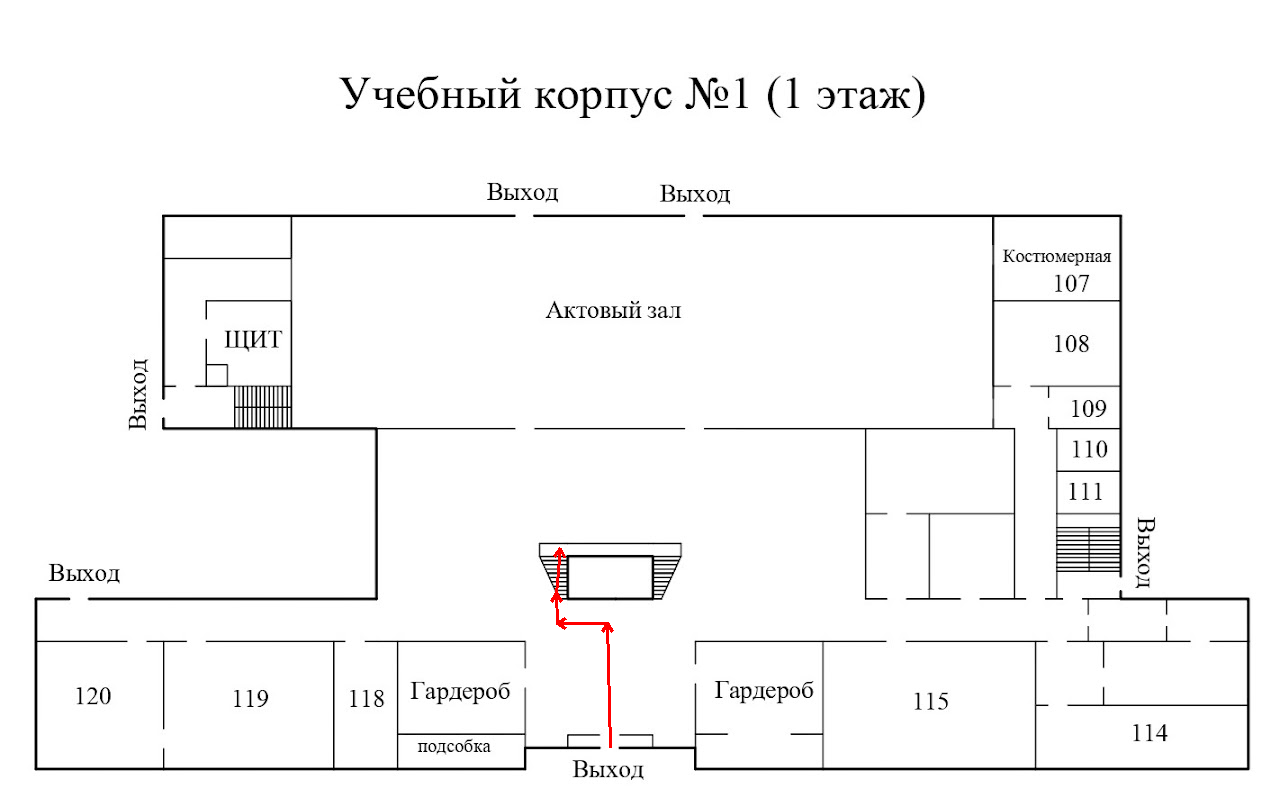 Учебный корпус №1 (1 этаж)
Выход
Выход
Костюмерная
107
Актовый зал
ЩИТ
108
Выход
109
110
111
Выход
Выход
120
119
118
Гардероб
Гардероб
115
114
подсобка
Выход